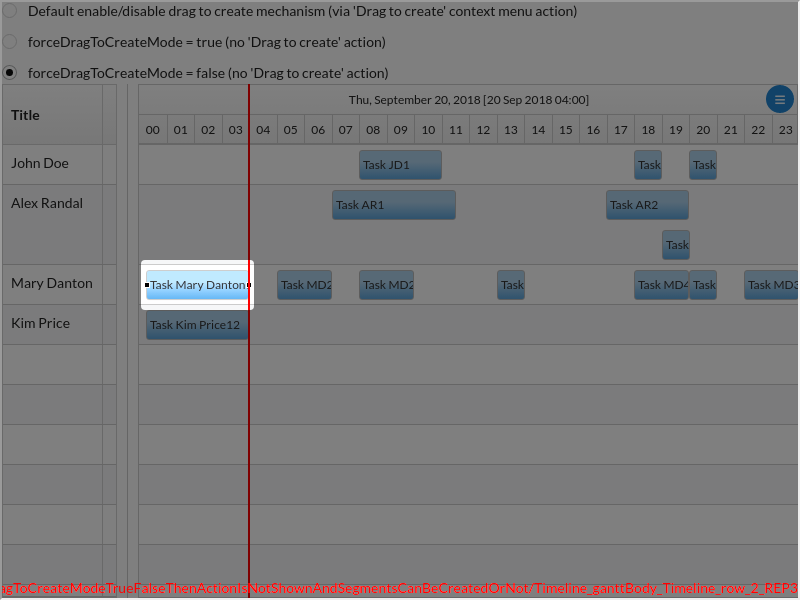 Default enable/disable drag to create mechanism (via 'Drag to create' context menu action)
forceDragToCreateMode = true (no 'Drag to create' action)
forceDragToCreateMode = false (no 'Drag to create' action)
Title
Thu, September 20, 2018 [20 Sep 2018 04:00]
00 01 02 03 04 05 06 07 08 09 10 11 12 13 14 15 16 17 18 19 20 21 22 23
John Doe
Task JD1 Task Task
Alex Randal
Task AR1 Task AR2
Task
Mary Danton
Task Mary Danton Task MD2 Task MD2 Task Task MD4 Task Task MD3
Kim Price
Task Kim Price12
agToCreateModeTrueFalseThenActionIsNotShownAndSegmentsCanBeCreatedOrNot/Timeline_ganttBody_Timeline_row_2_REP3